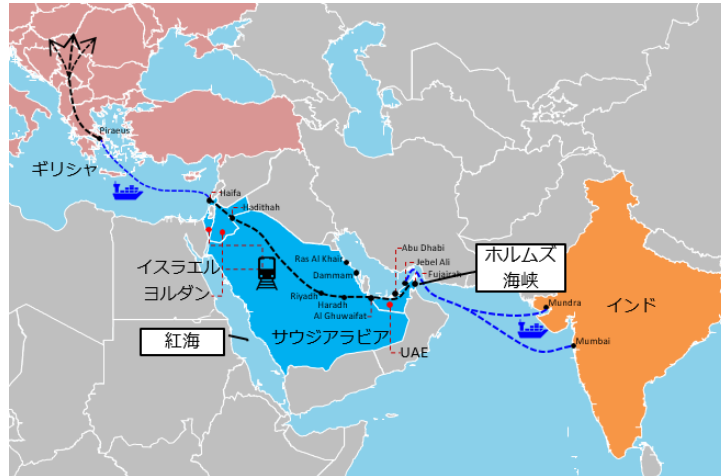 Piraeus
ギリシャ
Haifa
Hadithah
イスラエル
ヨルダン
Ras Al Khair
Dammam
Abu Dhabi
Jebel Ali
Fujairah
ホルムズ
海峡
Riyadh
Haradh
Al Ghuwaifat
サウジアラビア
紅海
UAE
Mundra
インド
Mumbai